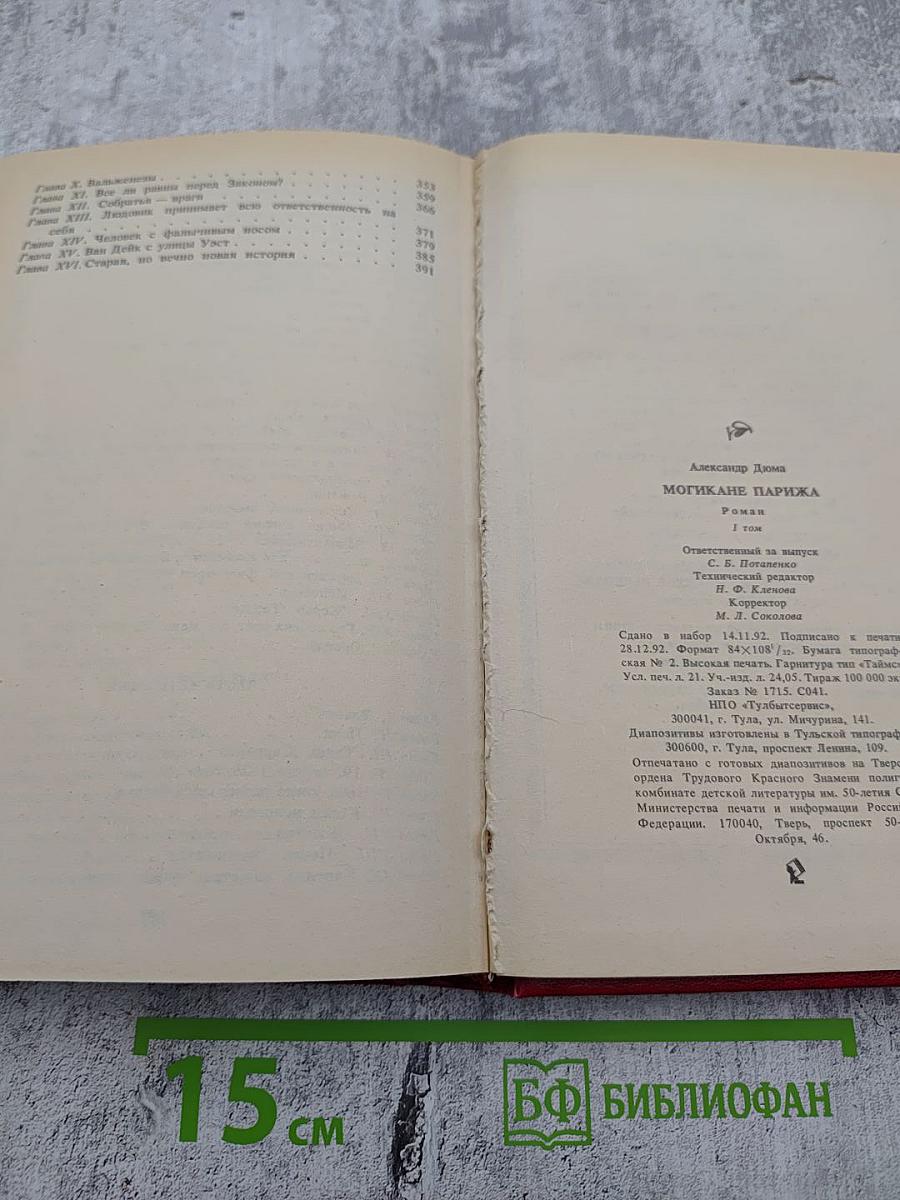 Глава X. Вальженезы . . . . . . . . . . . . 353
Глава XI. Все ли равны перед Законом? . . . . . . 359
Глава XII. Собратья — враги . . . . . . . . . 366
Глава XIII. Людовик принимает всю ответственность на
себя . . . . . . . . . . . . . . . 371
Глава XIV. Человек с фальшивым носом . . . . . . 379
Глава XV. Ван Дейк с улицы Уэст . . . . . . . . 385
Глава XVI. Старая, но вечно новая история . . . . . 391
Александр Дюма
МОГИКАНЕ ПАРИЖА
Роман
I том
Ответственный за выпуск
С. Б. Потапенко
Технический редактор
Н. Ф. Кленова
Корректор
М. Л. Соколова
Сдано в набор 14.11.92. Подписано к печати
28.12.92. Формат 84×108¹/₃₂. Бумага типограф-
ская № 2. Высокая печать. Гарнитура тип «Таймс»
Усл. печ. л. 21. Уч.-изд. л. 24,05. Тираж 100 000 эк
Заказ № 1715. С041.
НПО «Тулбытсервис»,
300041, г. Тула, ул. Мичурина, 141.
Диапозитивы изготовлены в Тульской типограф
300600, г. Тула, проспект Ленина, 109.
Отпечатано с готовых диапозитивов на Тверс
ордена Трудового Красного Знамени полиг
комбинате детской литературы им. 50-летия С
Министерства печати и информации Росси
Федерации. 170040, Тверь, проспект 50-
Октября, 46.
15 см
БФ БИБЛИОФАН